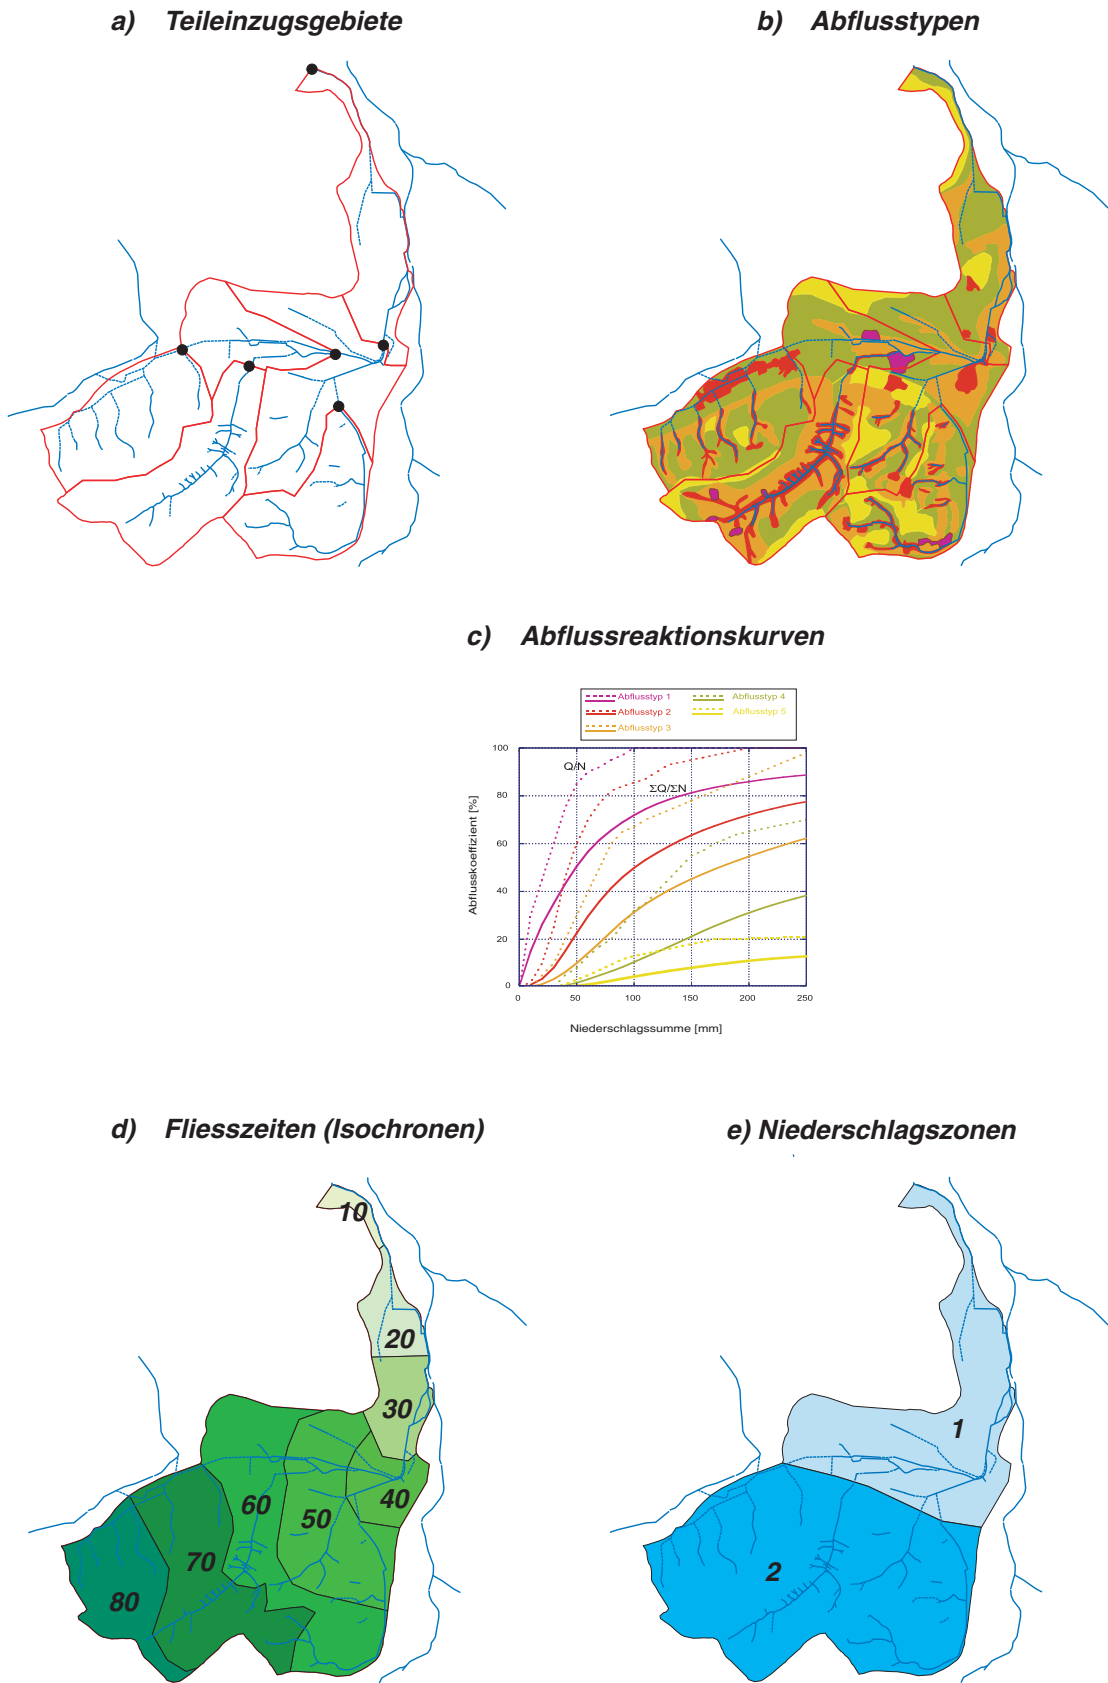 a) Teileinzugsgebiete
b) Abflusstypen
c) Abflussreaktionskurven
Abflusstyp 1
Abflusstyp 4
Abflusstyp 2
Abflusstyp 5
Abflusstyp 3
100
80
60
40
20
0
Q/N
ΣQ/ΣN
Abflusskoeffizient [%]
0 50 100 150 200 250
Niederschlagssumme [mm]
d) Fliesszeiten (Isochronen)
e) Niederschlagszonen
10
20
30
40
50
60
70
80
1
2